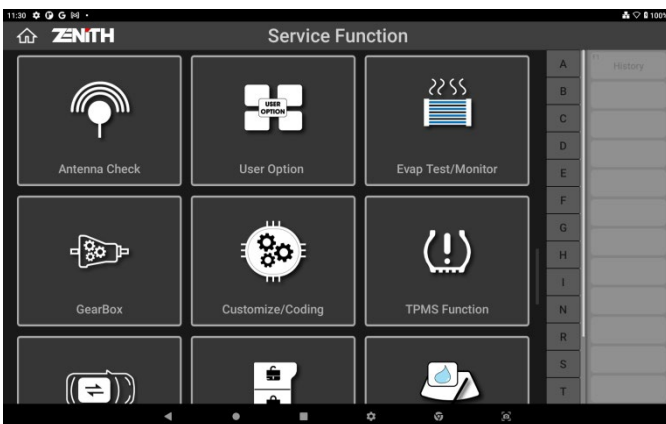 11:30
100%
ZENITH
Service Function
Antenna Check
USER
OPTION
User Option
Evap Test/Monitor
GearBox
Customize/Coding
TPMS Function
A
B
C
D
E
F
G
H
I
N
R
S
T
History